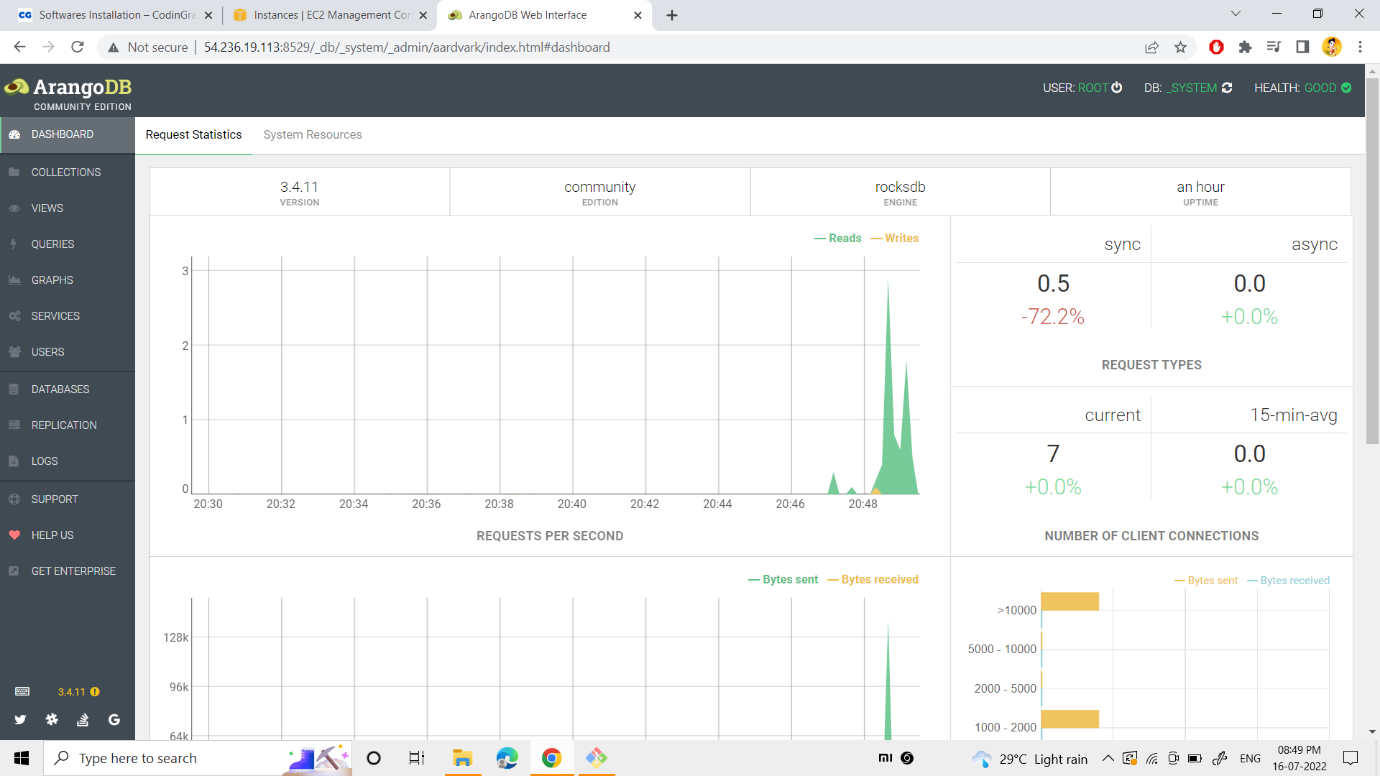 CG Softwares Installation – CodinGra
Instances | EC2 Management Cor
ArangoDB Web Interface
Not secure | 54.236.19.113:8529/_db/_system/_admin/aardvark/index.html#dashboard
ArangoDB
COMMUNITY EDITION
USER: ROOT DB: _SYSTEM HEALTH: GOOD
DASHBOARD
COLLECTIONS
VIEWS
QUERIES
GRAPHS
SERVICES
USERS
DATABASES
REPLICATION
LOGS
SUPPORT
HELP US
GET ENTERPRISE
3.4.11
Request Statistics System Resources
3.4.11 community rocksdb an hour
VERSION EDITION ENGINE UPTIME
Reads Writes
3
2
1
0
20:30 20:32 20:34 20:36 20:38 20:40 20:42 20:44 20:46 20:48
REQUESTS PER SECOND
sync async
0.5 0.0
-72.2% +0.0%
REQUEST TYPES
current 15-min-avg
7 0.0
+0.0% +0.0%
NUMBER OF CLIENT CONNECTIONS
Bytes sent Bytes received
128k
96k
64k
Bytes sent Bytes received
>10000
5000 - 10000
2000 - 5000
1000 - 2000
Type here to search
mi
29°C Light rain
ENG
08:49 PM
16-07-2022